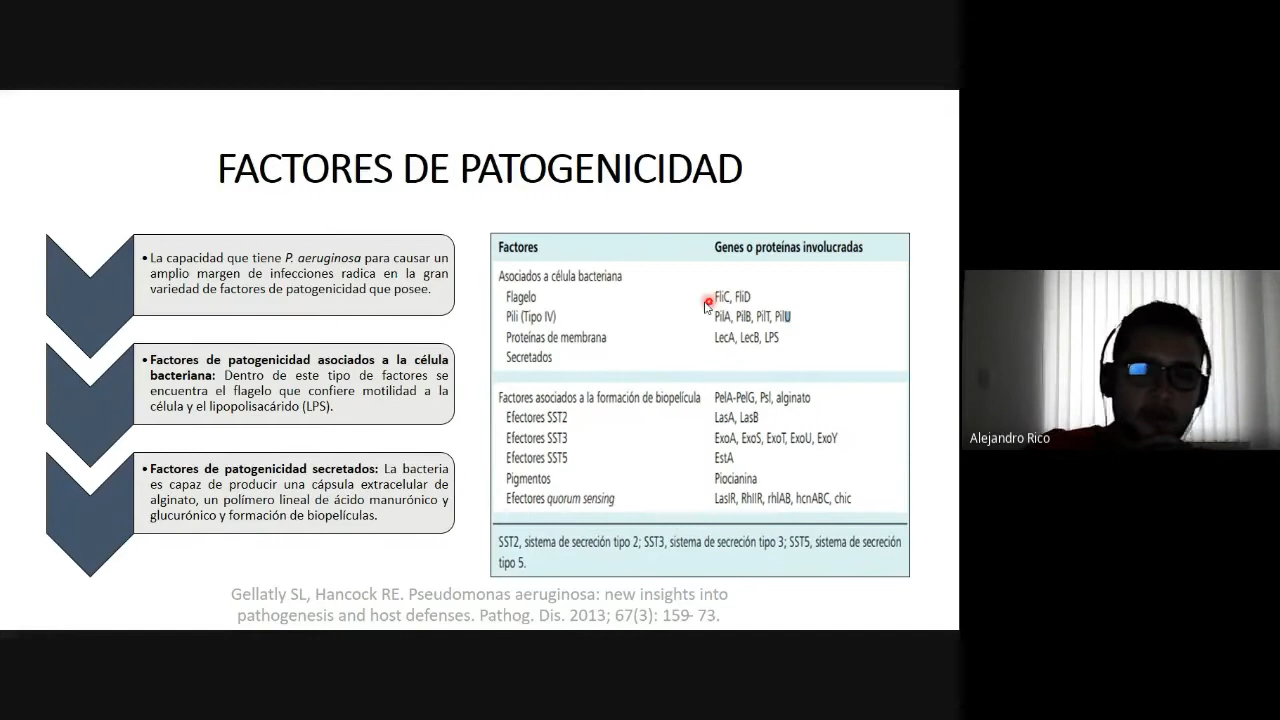 FACTORES DE PATOGENICIDAD
•La capacidad que tiene P. aeruginosa para causar un
amplio margen de infecciones radica en la gran
variedad de factores de patogenicidad que posee.
•Factores de patogenicidad asociados a la célula
bacteriana: Dentro de este tipo de factores se
encuentra el flagelo que confiere motilidad a la
célula y el lipopolisacárido (LPS).
•Factores de patogenicidad secretados: La bacteria
es capaz de producir una cápsula extracelular de
alginato, un polímero lineal de ácido manurónico y
glucurónico y formación de biopelículas.
Factores Genes o proteínas involucradas
Asociados a célula bacteriana
Flagelo FliC, FliD
Pili (Tipo IV) PilA, PilB, PilT, PilU
Proteínas de membrana LecA, LecB, LPS
Secretados
Factores asociados a la formación de biopelícula PelA-PelG, Psl, alginato
Efectores SST2 LasA, LasB
Efectores SST3 ExoA, ExoS, ExoT, ExoU, ExoY
Efectores SST5 EstA
Pigmentos Piocianina
Efectores quorum sensing LasIR, RhlIR, rhlAB, hcnABC, chic
SST2, sistema de secreción tipo 2; SST3, sistema de secreción tipo 3; SST5, sistema de secreción
tipo 5.
Gellatly SL, Hancock RE. Pseudomonas aeruginosa: new insights into
pathogenesis and host defenses. Pathog. Dis. 2013; 67(3): 159- 73.
Alejandro Rico